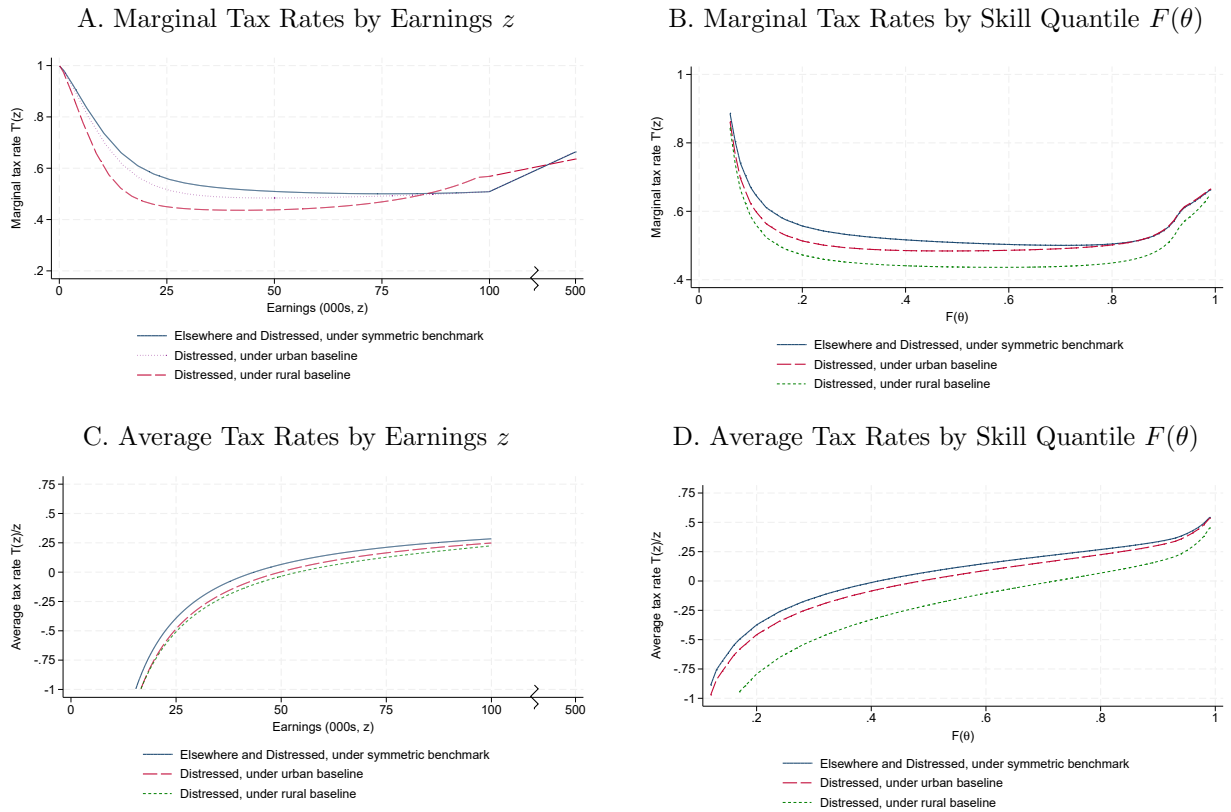 A. Marginal Tax Rates by Earnings z
Marginal tax rate T'(z)
1
.8
.6
.4
.2
0
25
50
75
100
500
Earnings (000s, z)
Elsewhere and Distressed, under symmetric benchmark
Distressed, under urban baseline
Distressed, under rural baseline
B. Marginal Tax Rates by Skill Quantile F(θ)
Marginal tax rate T'(z)
1
.8
.6
.4
0
.2
.4
.6
.8
1
F(θ)
Elsewhere and Distressed, under symmetric benchmark
Distressed, under urban baseline
Distressed, under rural baseline
C. Average Tax Rates by Earnings z
Average tax rate T(z)/z
.75
.5
.25
0
-.25
-.5
-.75
-1
0
25
50
75
100
500
Earnings (000s, z)
Elsewhere and Distressed, under symmetric benchmark
Distressed, under urban baseline
Distressed, under rural baseline
D. Average Tax Rates by Skill Quantile F(θ)
Average tax rate T(z)/z
.75
.5
.25
0
-.25
-.5
-.75
-1
.2
.4
.6
.8
1
F(θ)
Elsewhere and Distressed, under symmetric benchmark
Distressed, under urban baseline
Distressed, under rural baseline